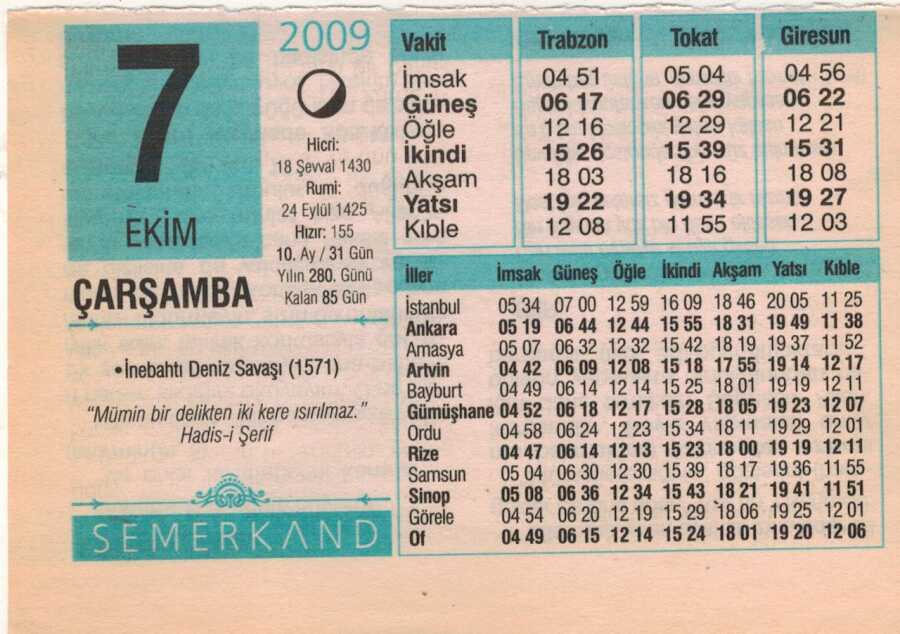 7
EKİM
ÇARŞAMBA
2009
Hicri:
18 Şevval 1430
Rumi:
24 Eylül 1425
Hızır: 155
10. Ay / 31 Gün
Yılın 280. Günü
Kalan 85 Gün
•İnebahtı Deniz Savaşı (1571)
"Mümin bir delikten iki kere ısırılmaz."
Hadis-i Şerif
SEMERKAND
Vakit Trabzon Tokat Giresun
İmsak 04 51 05 04 04 56
Güneş 06 17 06 29 06 22
Öğle 12 16 12 29 12 21
İkindi 15 26 15 39 15 31
Akşam 18 03 18 16 18 08
Yatsı 19 22 19 34 19 27
Kıble 12 08 11 55 12 03
İller İmsak Güneş Öğle İkindi Akşam Yatsı Kıble
İstanbul 05 34 07 00 12 59 16 09 18 46 20 05 11 25
Ankara 05 19 06 44 12 44 15 55 18 31 19 49 11 38
Amasya 05 07 06 32 12 32 15 42 18 19 19 37 11 52
Artvin 04 42 06 09 12 08 15 18 17 55 19 14 12 17
Bayburt 04 49 06 14 12 14 15 25 18 01 19 19 12 11
Gümüşhane 04 52 06 18 12 17 15 28 18 05 19 23 12 07
Ordu 04 58 06 24 12 23 15 34 18 11 19 29 12 01
Rize 04 47 06 14 12 13 15 23 18 00 19 19 12 11
Samsun 05 04 06 30 12 30 15 39 18 17 19 36 11 55
Sinop 05 08 06 36 12 34 15 43 18 21 19 41 11 51
Görele 04 54 06 20 12 19 15 29 18 06 19 25 12 01
Of 04 49 06 15 12 14 15 24 18 01 19 20 12 06